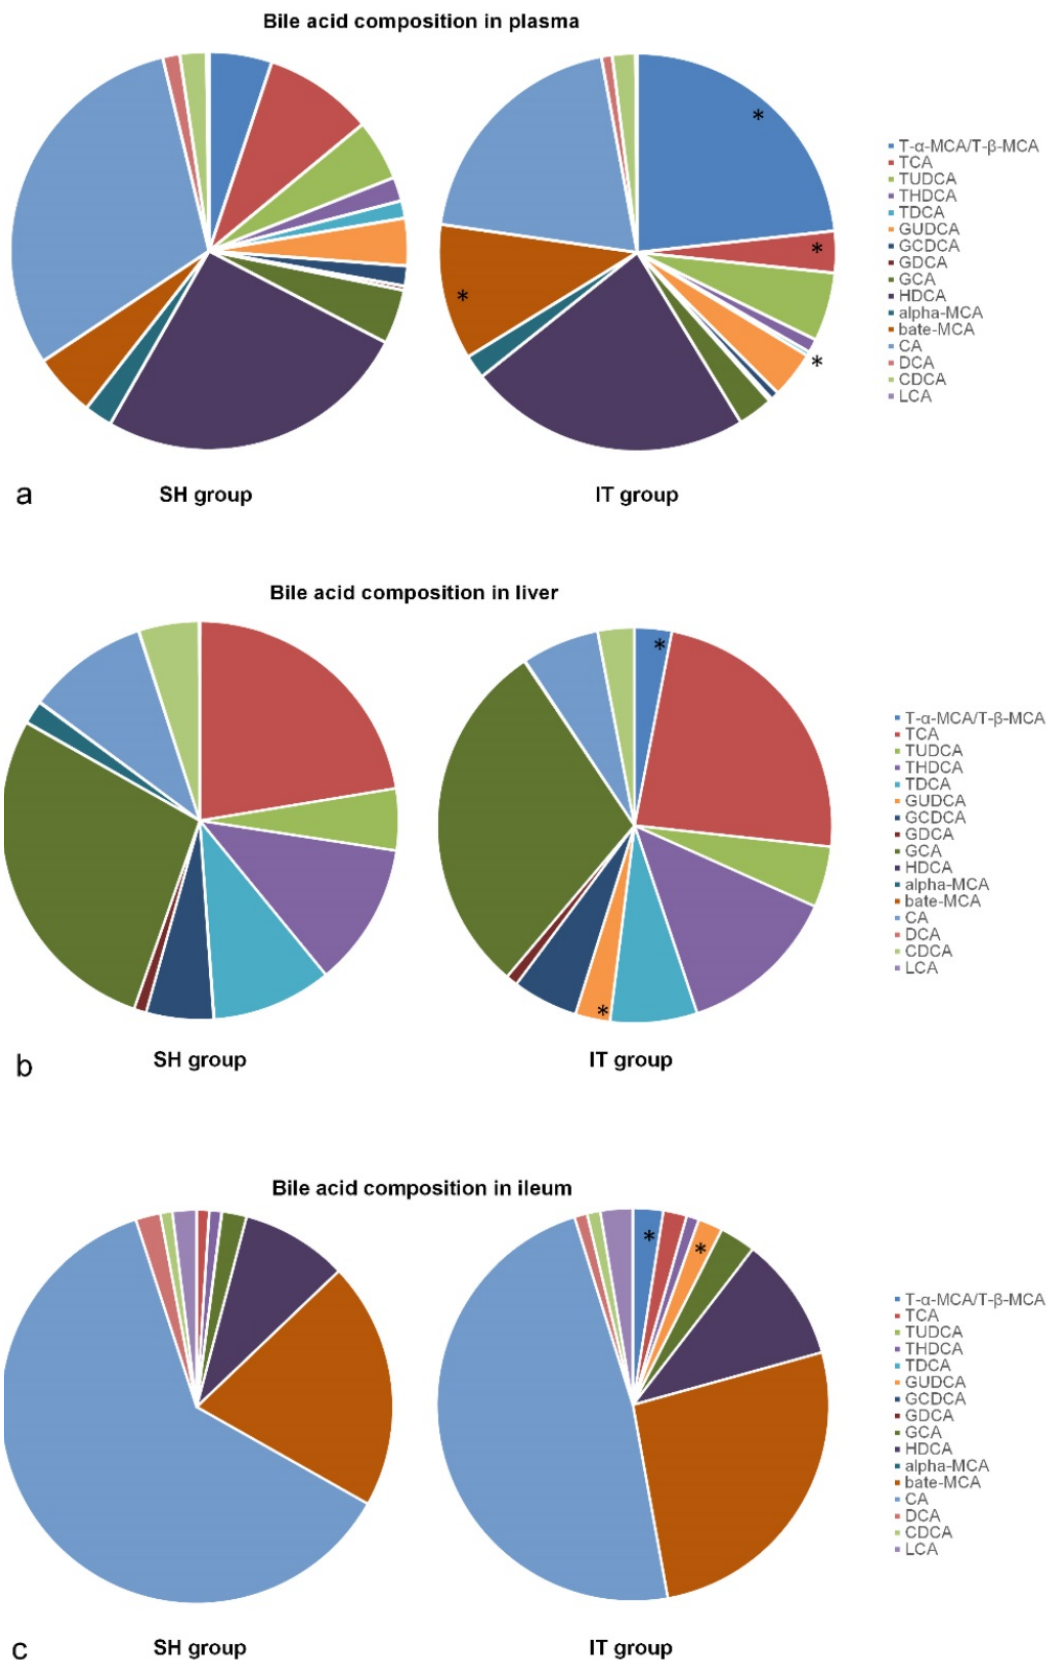 Bile acid composition in plasma
*
*
*
*
T-α-MCA/T-β-MCA
TCA
TUDCA
THDCA
TDCA
GUDCA
GCDCA
GDCA
GCA
HDCA
alpha-MCA
bate-MCA
CA
DCA
CDCA
LCA
a
SH group
IT group
Bile acid composition in liver
*
*
T-α-MCA/T-β-MCA
TCA
TUDCA
THDCA
TDCA
GUDCA
GCDCA
GDCA
GCA
HDCA
alpha-MCA
bate-MCA
CA
DCA
CDCA
LCA
b
SH group
IT group
Bile acid composition in ileum
*
*
T-α-MCA/T-β-MCA
TCA
TUDCA
THDCA
TDCA
GUDCA
GCDCA
GDCA
GCA
HDCA
alpha-MCA
bate-MCA
CA
DCA
CDCA
LCA
c
SH group
IT group